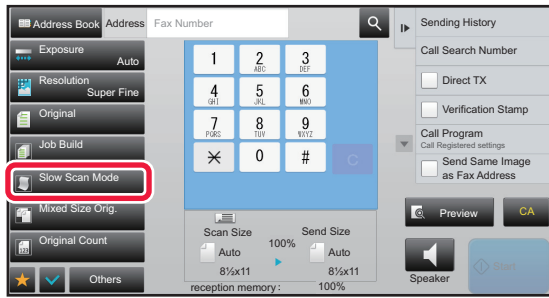 Address Book
Address
Fax Number
Sending History
Exposure
Auto
Call Search Number
Resolution
Super Fine
Direct TX
Original
Verification Stamp
Job Build
Call Program
Call Registered settings
Slow Scan Mode
Send Same Image
as Fax Address
Mixed Size Orig.
Original Count
Others
1
2
ABC
3
DEF
4
GHI
5
JKL
6
MNO
7
PQRS
8
TUV
9
WXYZ
0
#
C
Scan Size
Send Size
100%
Auto
Auto
8½x11
8½x11
reception memory: 100%
Preview
CA
Speaker
Start